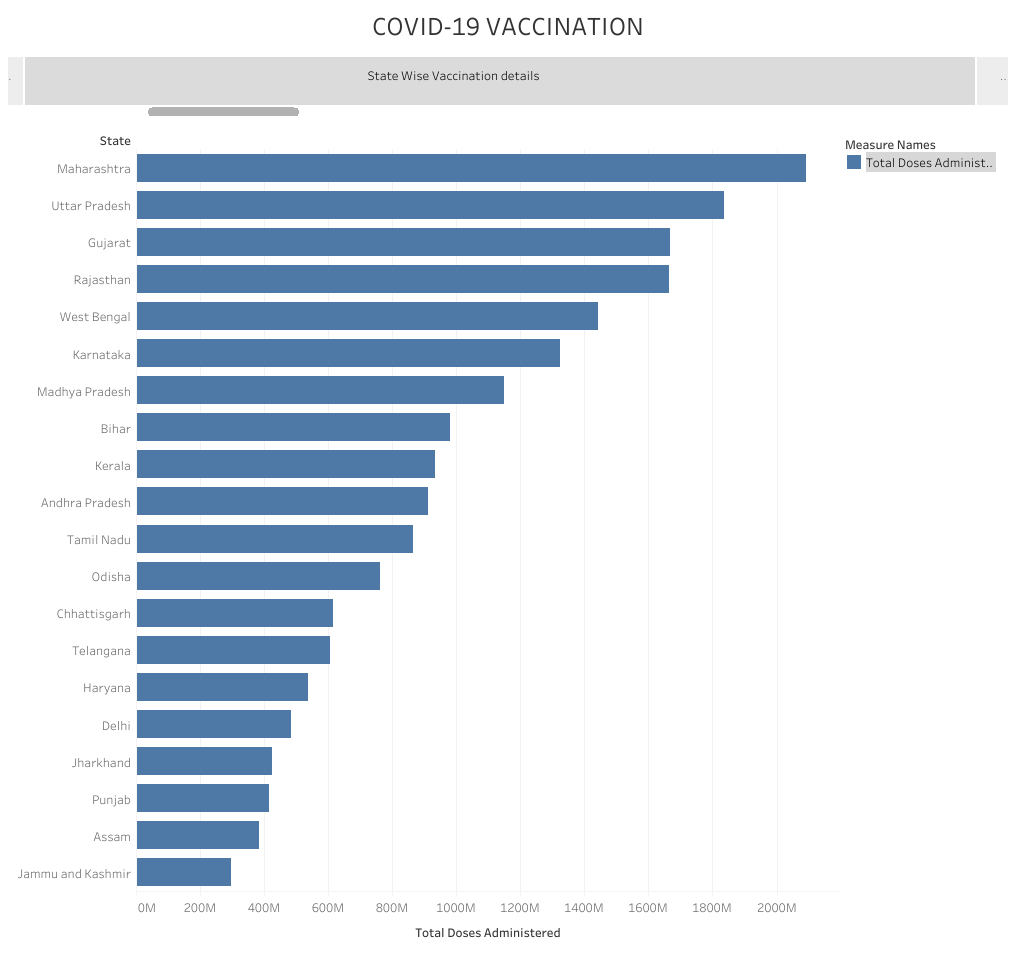 COVID-19 VACCINATION
.
State Wise Vaccination details
..
State
Measure Names
Total Doses Administ..
Maharashtra
Uttar Pradesh
Gujarat
Rajasthan
West Bengal
Karnataka
Madhya Pradesh
Bihar
Kerala
Andhra Pradesh
Tamil Nadu
Odisha
Chhattisgarh
Telangana
Haryana
Delhi
Jharkhand
Punjab
Assam
Jammu and Kashmir
0M 200M 400M 600M 800M 1000M 1200M 1400M 1600M 1800M 2000M
Total Doses Administered